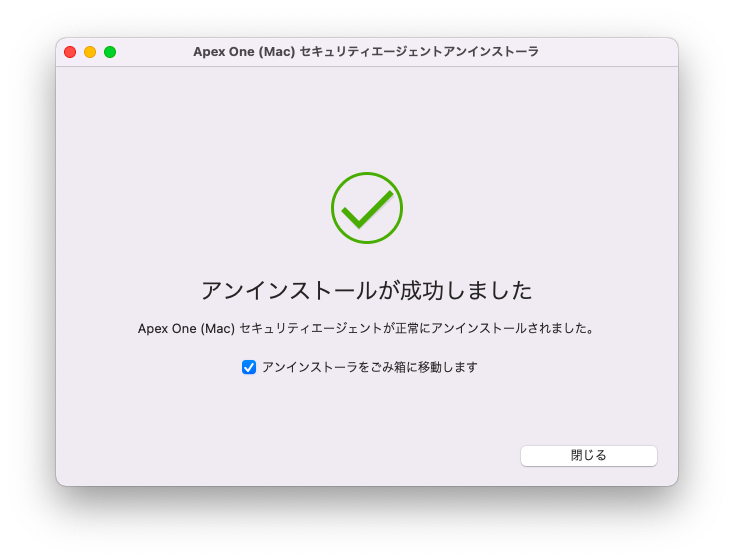 Apex One (Mac) セキュリティエージェントアンインストーラ
アンインストールが成功しました
Apex One (Mac) セキュリティエージェントが正常にアンインストールされました。
アンインストーラをごみ箱に移動します
閉じる